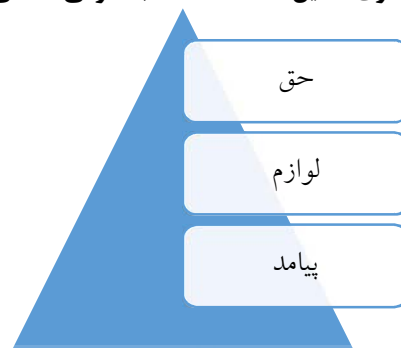 حق
لوازم
پیامد